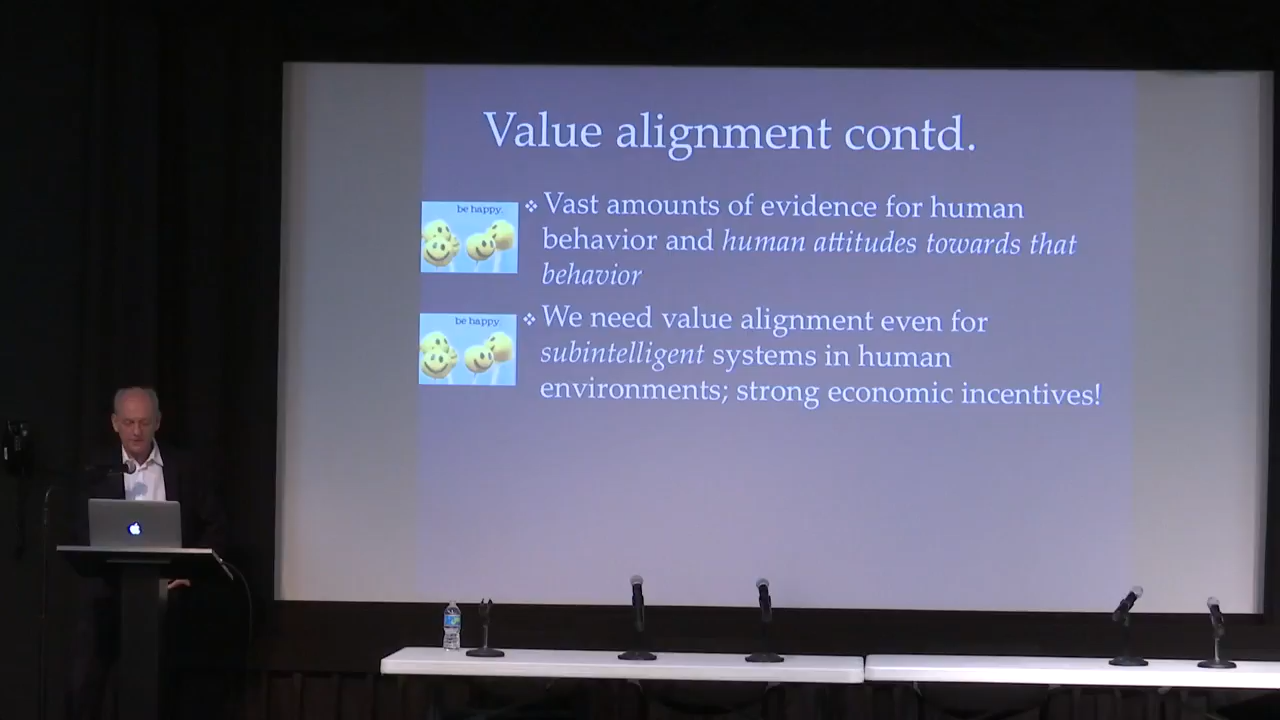 Value alignment contd.
be happy.
❖ Vast amounts of evidence for human
behavior and human attitudes towards that
behavior
be happy.
❖ We need value alignment even for
subintelligent systems in human
environments; strong economic incentives!